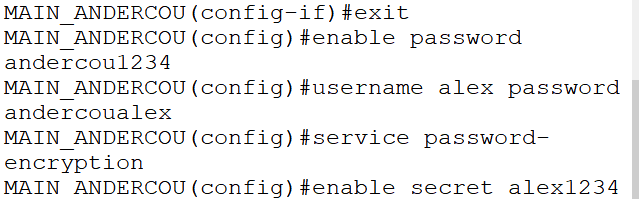 MAIN_ANDERCOU(config-if)#exit
MAIN_ANDERCOU(config)#enable password
andercou1234
MAIN_ANDERCOU(config)#username alex password
andercoualex
MAIN_ANDERCOU(config)#service password-
encryption
MAIN_ANDERCOU(config)#enable secret alex1234